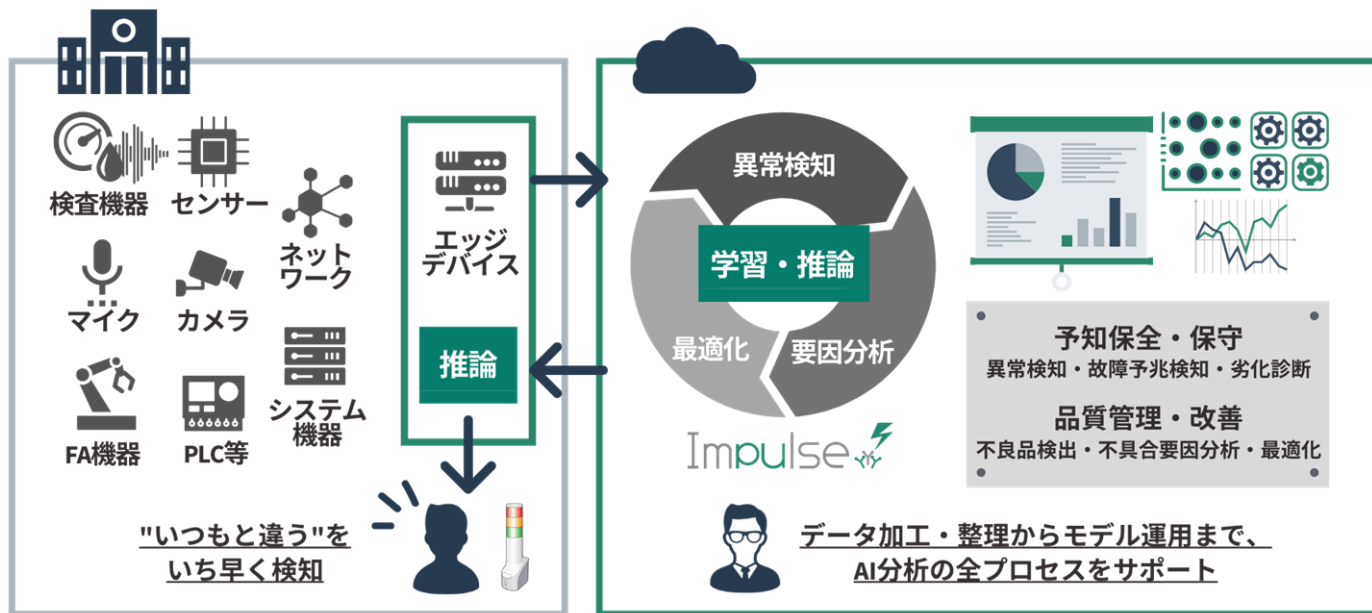 検査機器
センサー
ネット
ワーク
マイク
カメラ
FA機器
PLC等
システム
機器
エッジ
デバイス
推論
"いつもと違う"を
いち早く検知
異常検知
学習・推論
最適化
要因分析
Impulse
予知保全・保守
異常検知・故障予兆検知・劣化診断
品質管理・改善
不良品検出・不具合要因分析・最適化
データ加工・整理からモデル運用まで、
AI分析の全プロセスをサポート